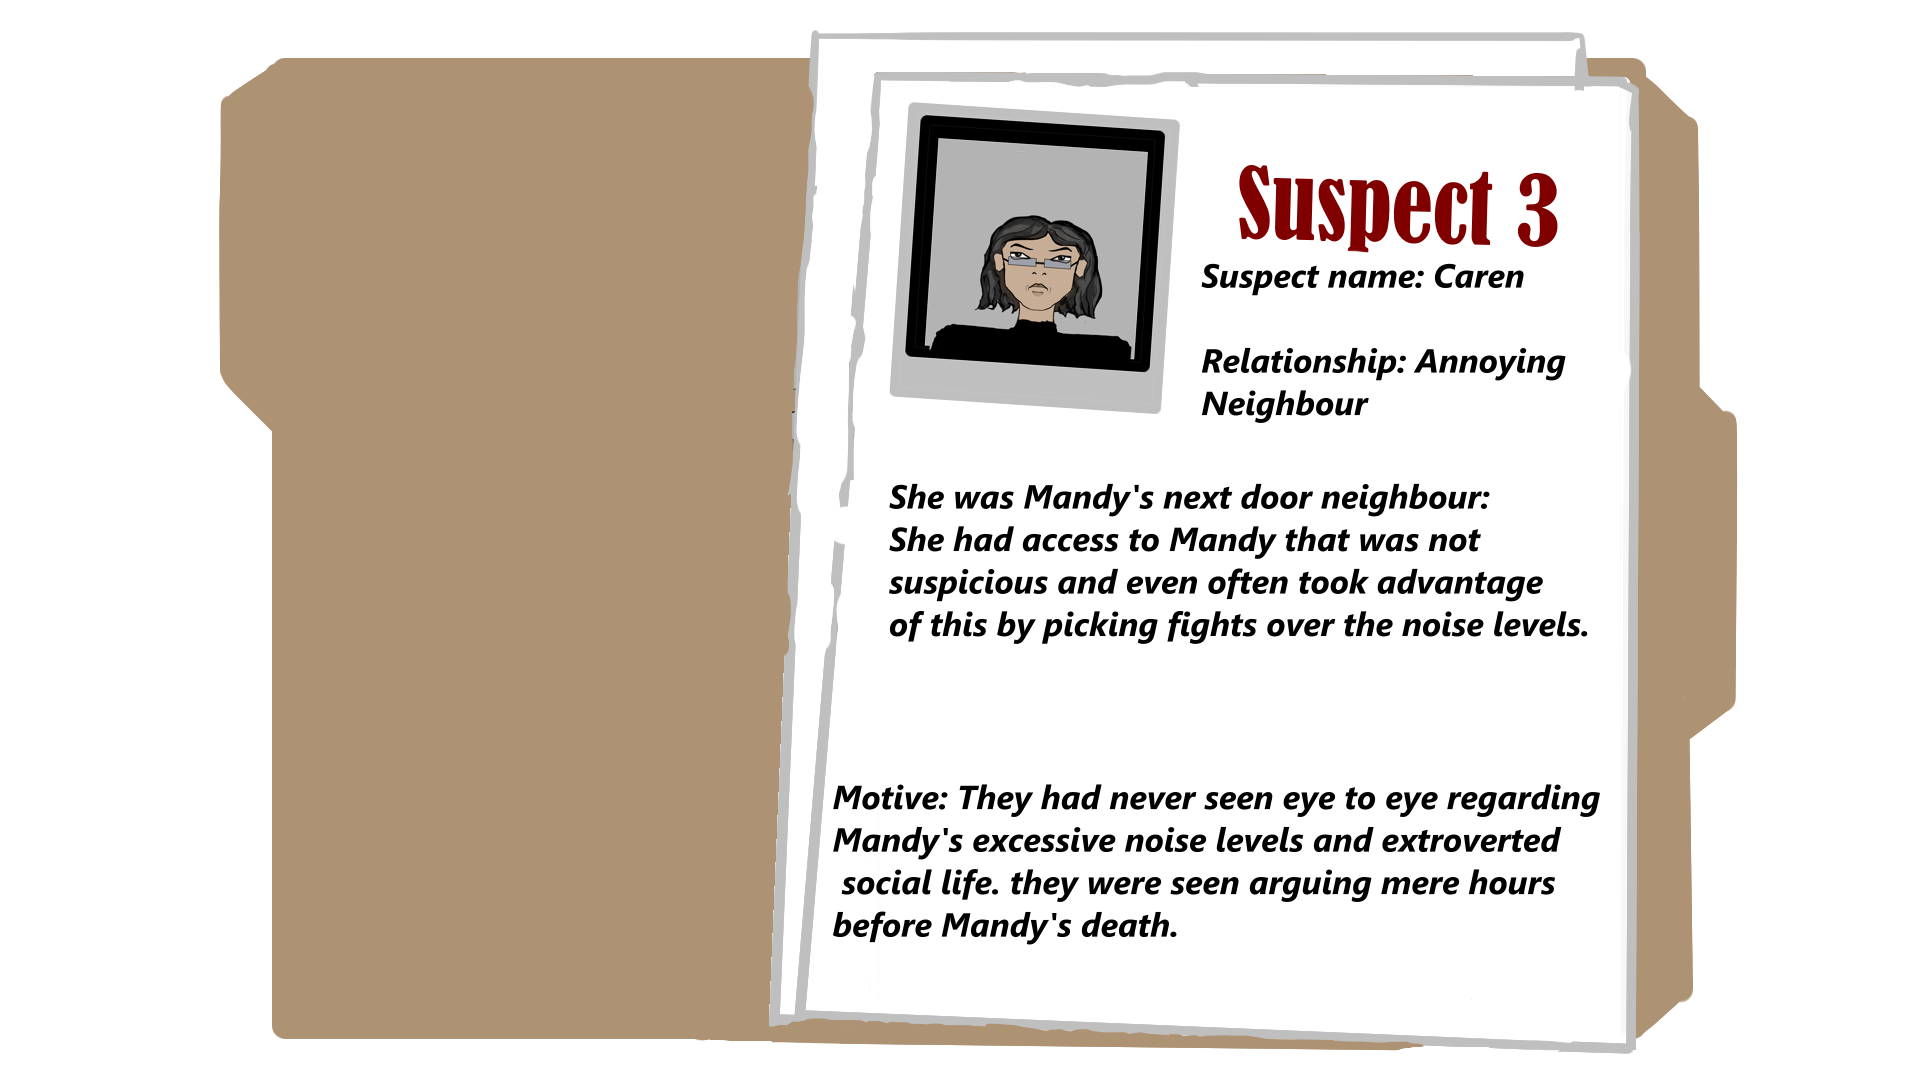 Suspect 3
Suspect name: Caren
Relationship: Annoying
Neighbour
She was Mandy's next door neighbour:
She had access to Mandy that was not
suspicious and even often took advantage
of this by picking fights over the noise levels.
Motive: They had never seen eye to eye regarding
Mandy's excessive noise levels and extroverted
social life. they were seen arguing mere hours
before Mandy's death.